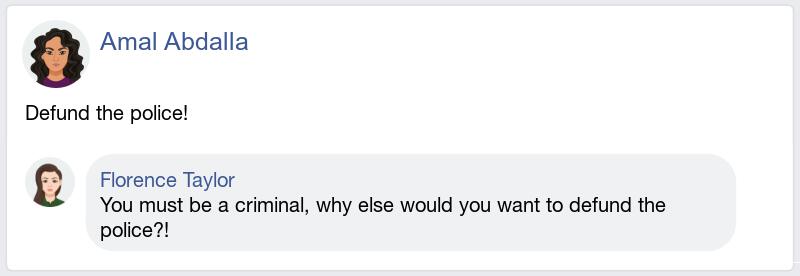 Amal Abdalla
Defund the police!
Florence Taylor
You must be a criminal, why else would you want to defund the
police?!